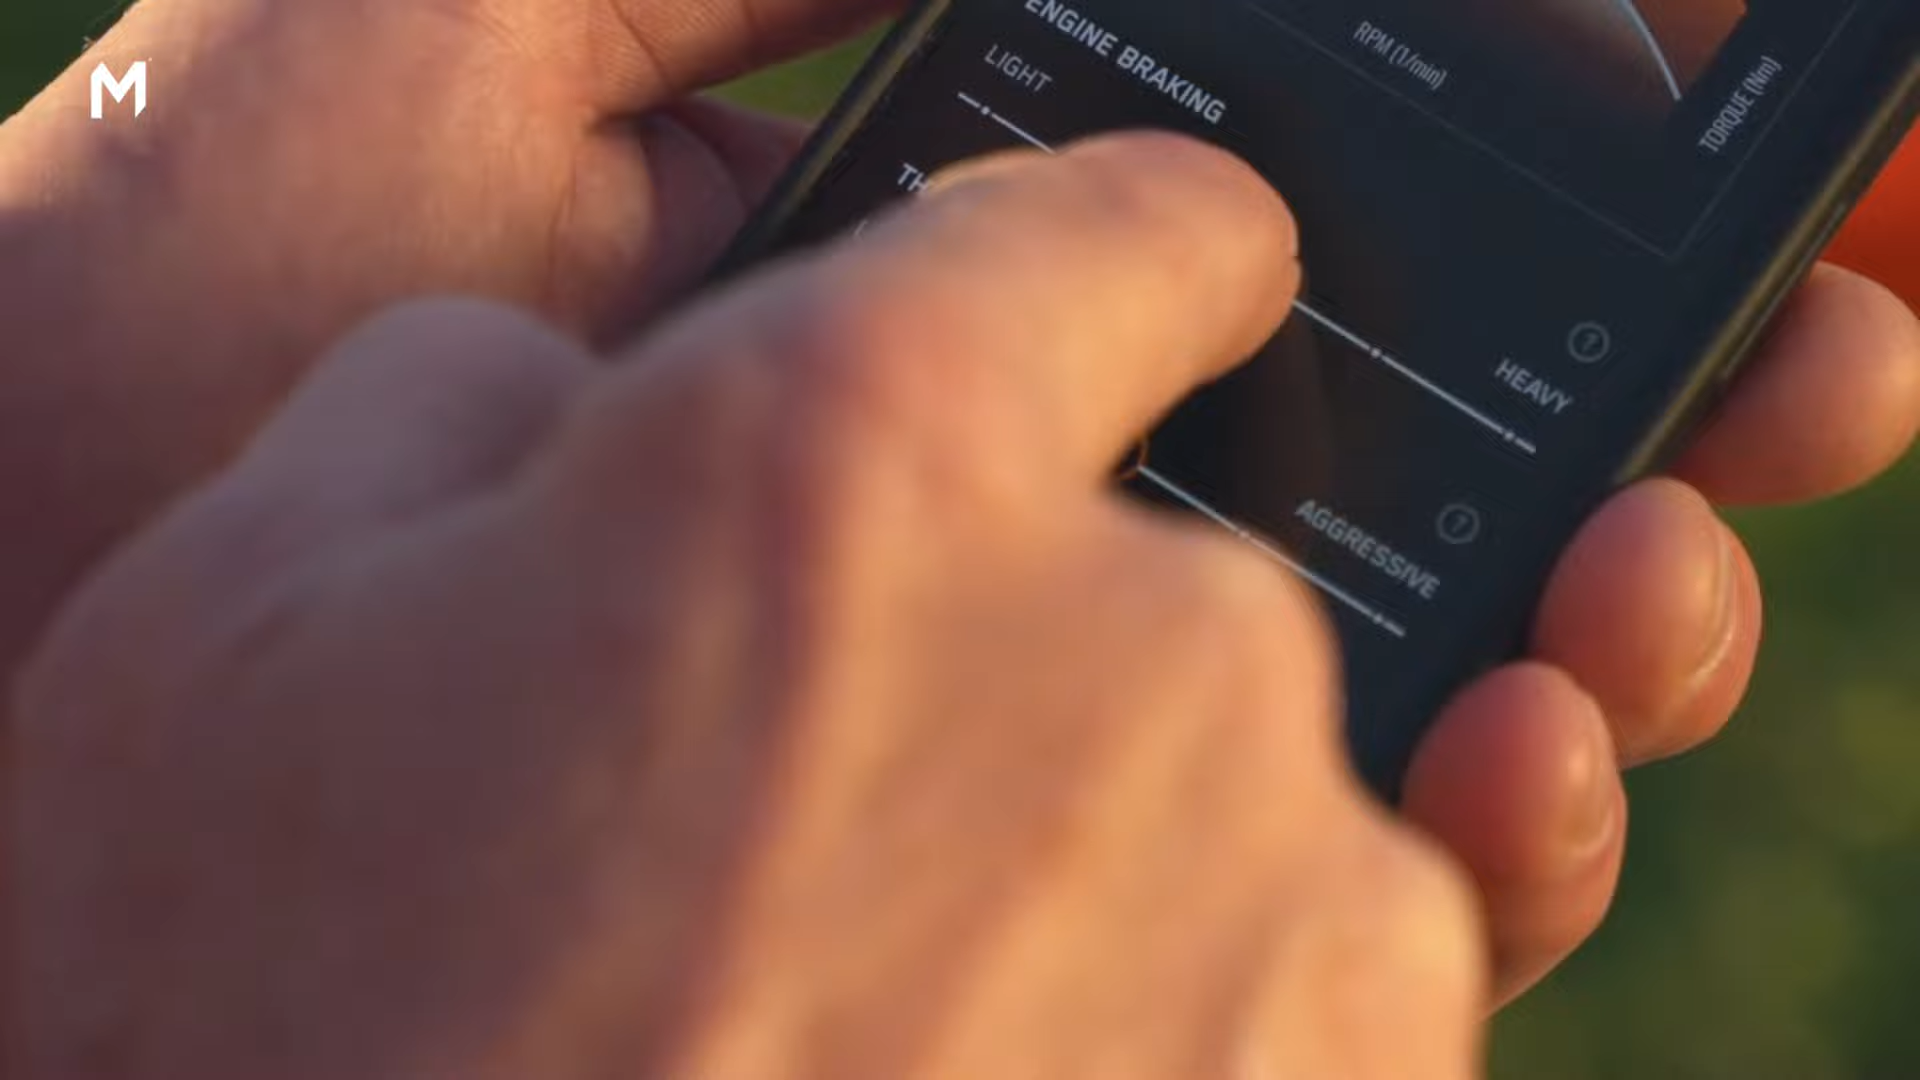 M
RPM (1/min)
TORQUE (Nm)
ENGINE BRAKING
LIGHT
HEAVY
?
AGGRESSIVE
?